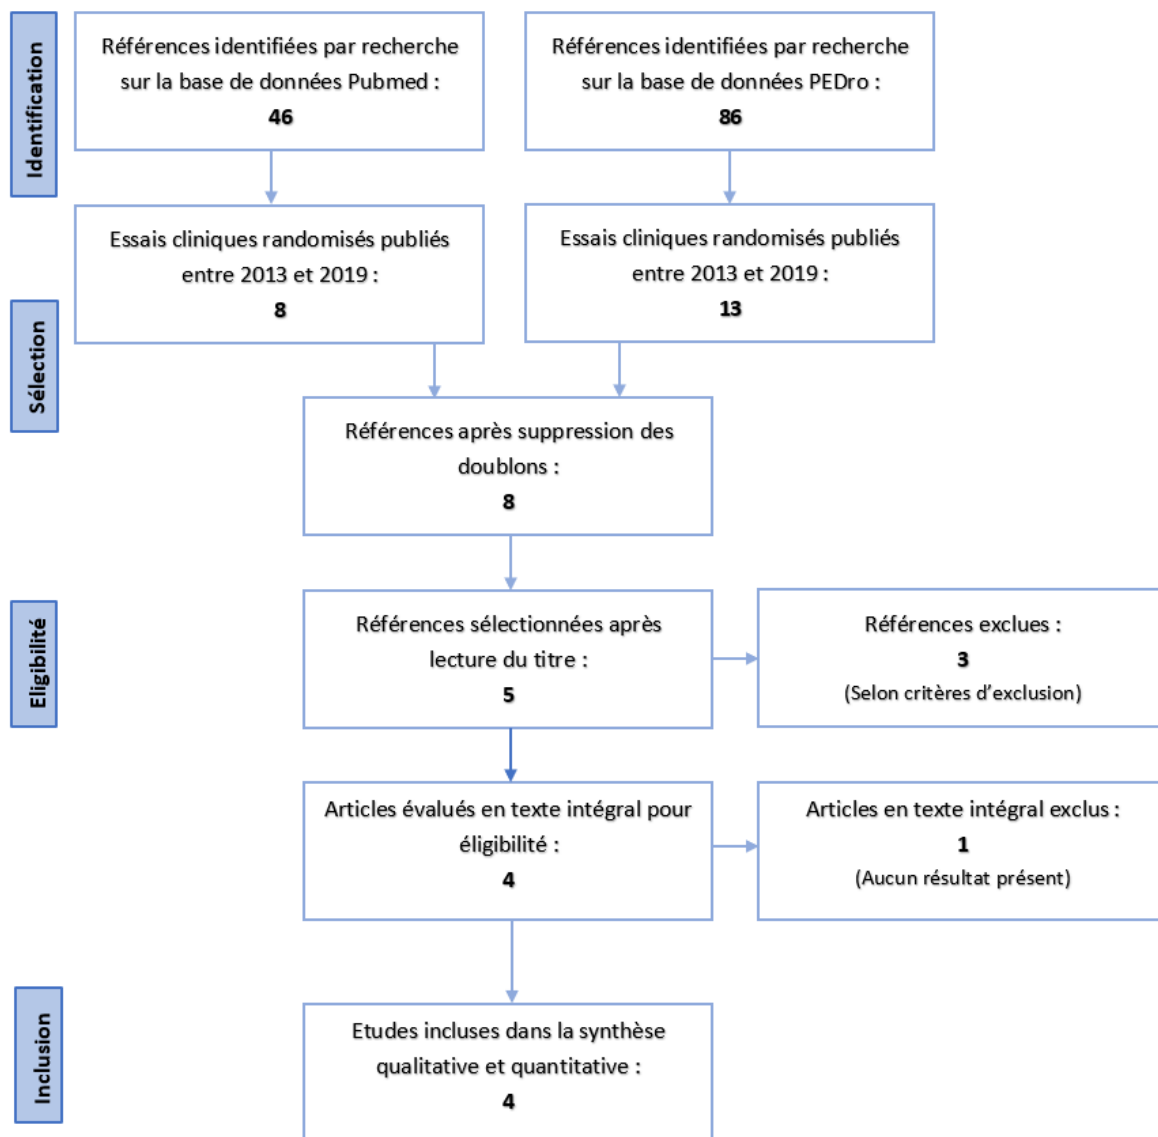 Identification
Références identifiées par recherche
sur la base de données Pubmed :
46
Références identifiées par recherche
sur la base de données PEDro :
86
Essais cliniques randomisés publiés
entre 2013 et 2019 :
8
Essais cliniques randomisés publiés
entre 2013 et 2019 :
13
Sélection
Références après suppression des
doublons :
8
Eligibilité
Références sélectionnées après
lecture du titre :
5
Références exclues :
3
(Selon critères d'exclusion)
Articles évalués en texte intégral pour
éligibilité :
4
Articles en texte intégral exclus :
1
(Aucun résultat présent)
Inclusion
Etudes incluses dans la synthèse
qualitative et quantitative :
4